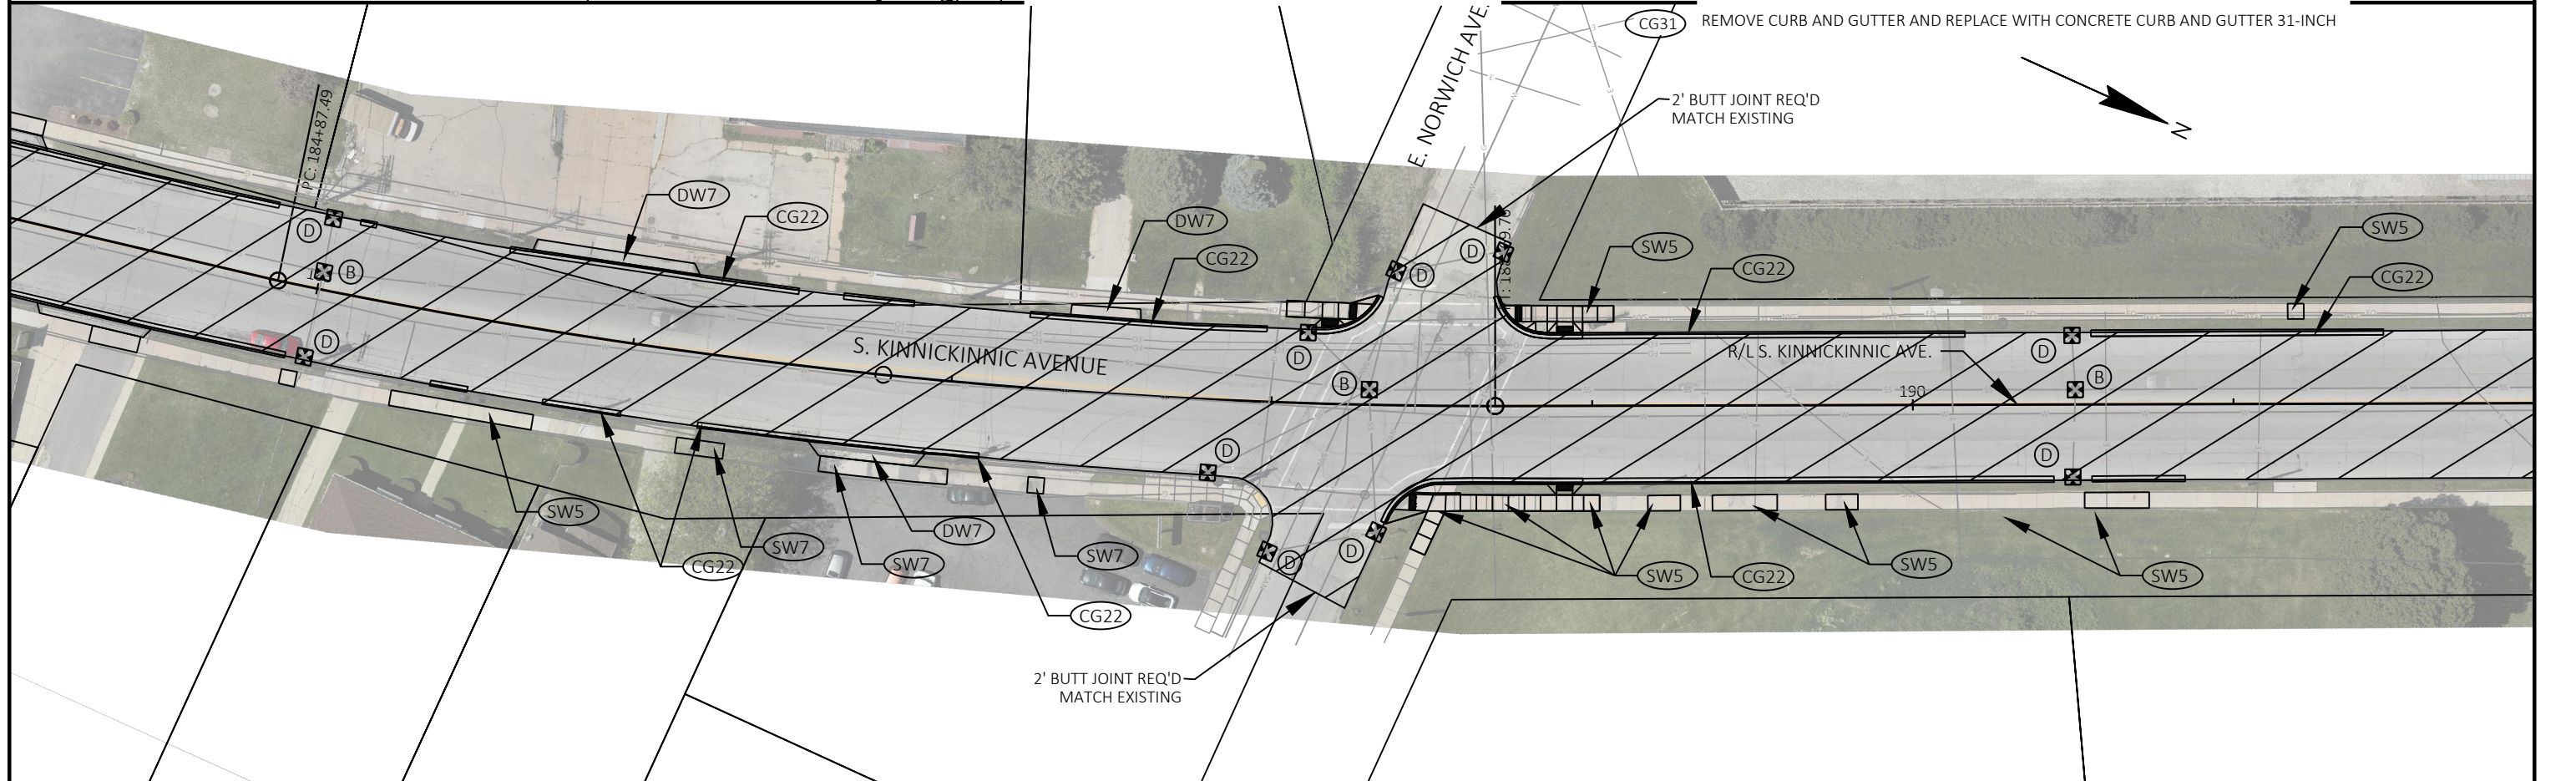 CG31
REMOVE CURB AND GUTTER AND REPLACE WITH CONCRETE CURB AND GUTTER 31-INCH
E. NORWICH AVE.
N
2' BUTT JOINT REQ'D
MATCH EXISTING
PC: 184+87.49
DW7
CG22
DW7
CG22
SW5
CG22
SW5
CG22
D
B
D
D
D
D
B
D
B
D
D
D
D
S. KINNICKINNIC AVENUE
R/L S. KINNICKINNIC AVE.
190
SW5
CG22
SW7
SW7
DW7
SW7
CG22
SW5
CG22
SW5
SW5
2' BUTT JOINT REQ'D
MATCH EXISTING